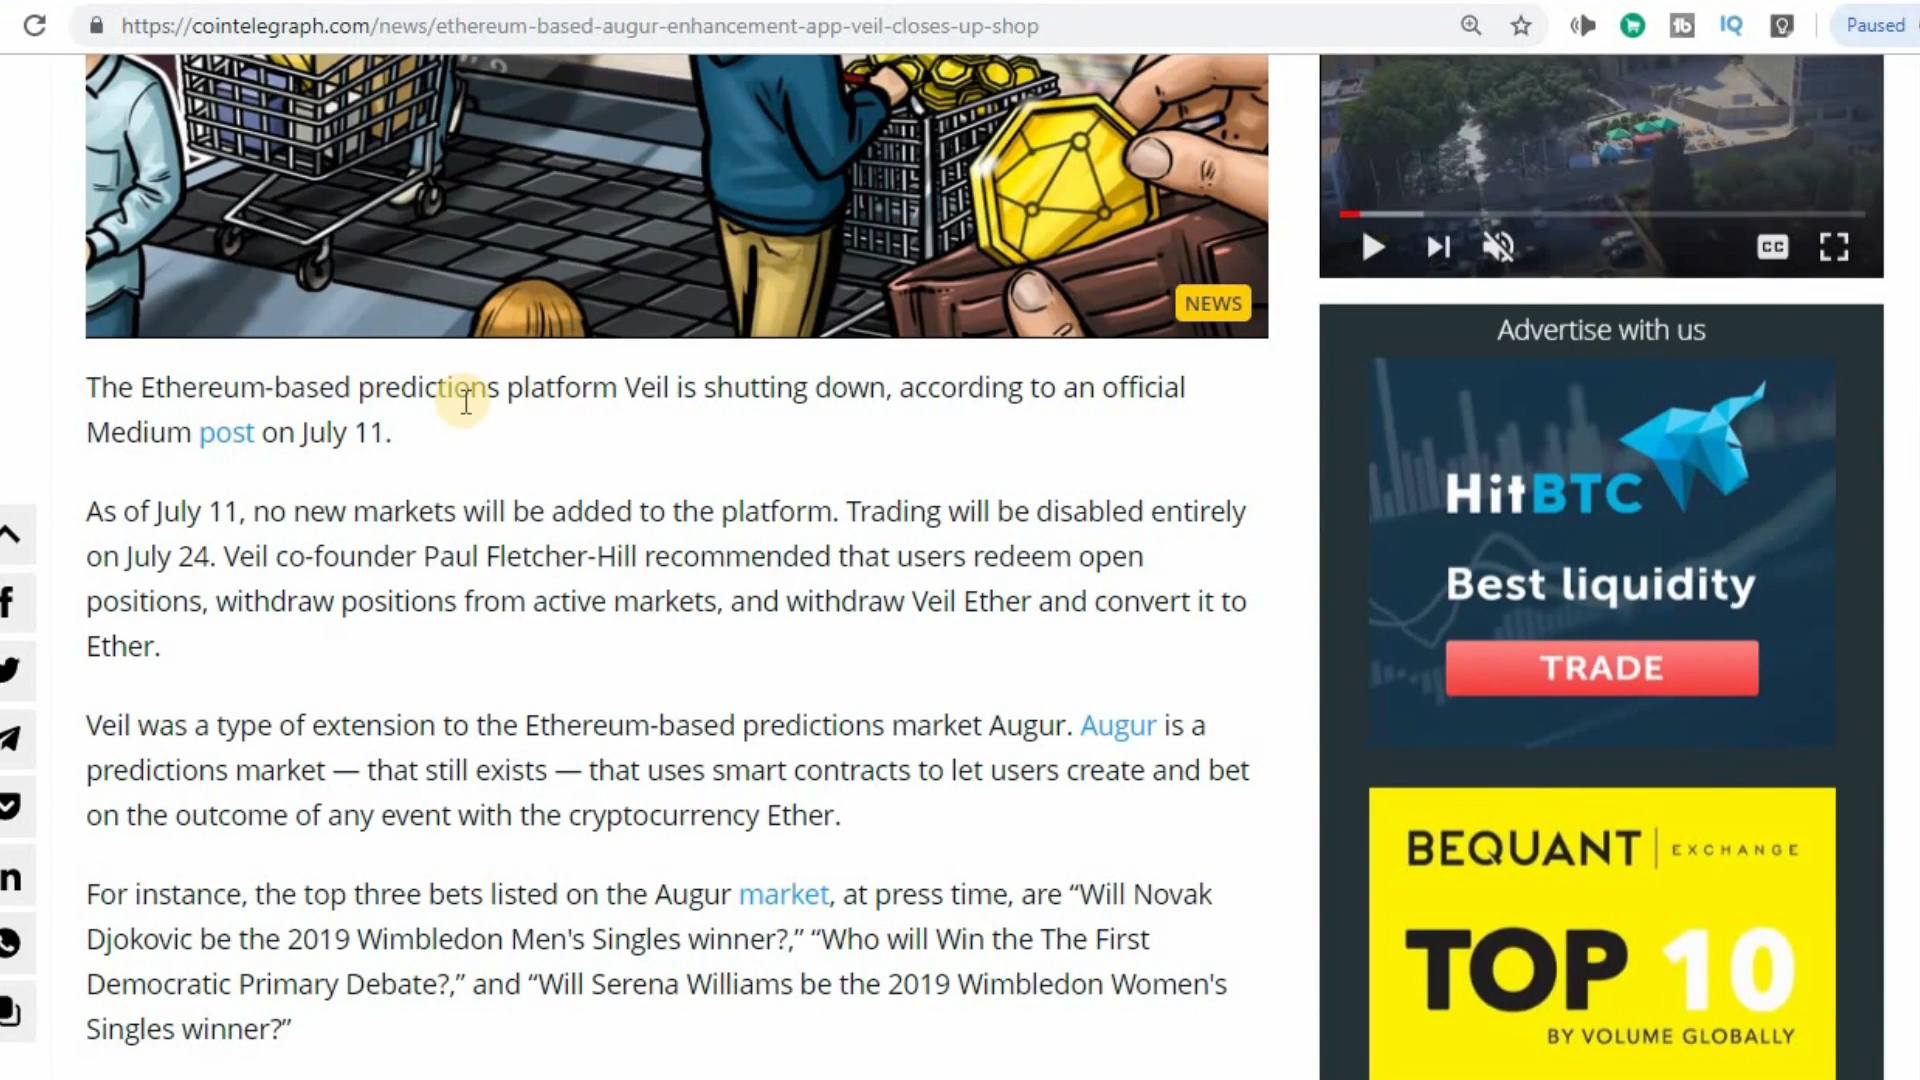 https://cointelegraph.com/news/ethereum-based-augur-enhancement-app-veil-closes-up-shop
Paused
NEWS
The Ethereum-based predictions platform Veil is shutting down, according to an official
Medium post on July 11.
As of July 11, no new markets will be added to the platform. Trading will be disabled entirely
on July 24. Veil co-founder Paul Fletcher-Hill recommended that users redeem open
positions, withdraw positions from active markets, and withdraw Veil Ether and convert it to
Ether.
Veil was a type of extension to the Ethereum-based predictions market Augur. Augur is a
predictions market — that still exists — that uses smart contracts to let users create and bet
on the outcome of any event with the cryptocurrency Ether.
For instance, the top three bets listed on the Augur market, at press time, are “Will Novak
Djokovic be the 2019 Wimbledon Men's Singles winner?,” “Who will Win the The First
Democratic Primary Debate?,” and “Will Serena Williams be the 2019 Wimbledon Women's
Singles winner?”
CC
Advertise with us
HitBTC
Best liquidity
TRADE
BEQUANT | EXCHANGE
TOP 10
BY VOLUME GLOBALLY